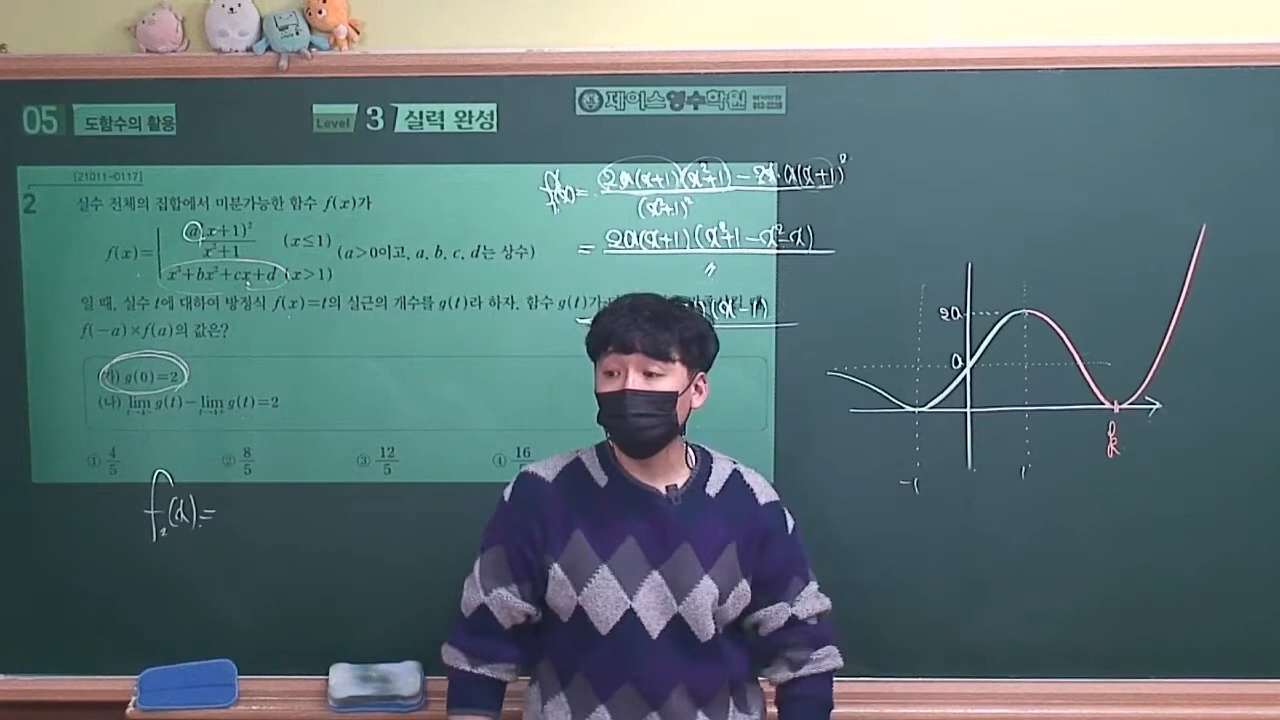 05 도함수의 활용
Level 3 실력 완성
제이스영수학원
[21011-0117]
2 실수 전체의 집합에서 미분가능한 함수 f(x)가
f(x)= a(x+1)²/x²+1 (x≤1)
x³+bx²+cx+d (x>1)
(a>0이고, a, b, c, d는 상수)
일 때, 실수 t에 대하여 방정식 f(x)=t의 실근의 개수를 g(t)라 하자. 함수 g(t)가
f(-a)×f(a)의 값은?
(가) g(0)=2
(나) lim g(t)- lim g(t)=2
① 4/5 ② 8/5 ③ 12/5 ④ 16
f₂(x)=
f'(x)= 2a(x+1)(x²+1)-2x·a(x+1)²
(x²+1)²
= 2a(x+1)(x²+1-x²-x)
〃
(x-1)
2a
a
-1
1
k